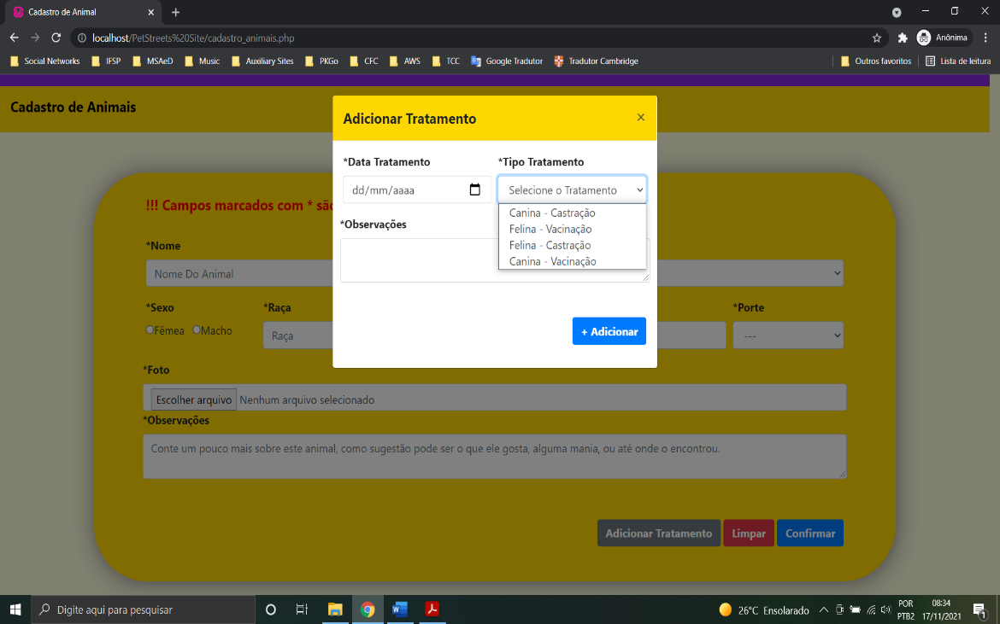 Cadastro de Animal
localhost/PetStreets%20Site/cadastro_animais.php
Anônima
Social Networks
IFSP
MSAeD
Music
Auxiliary Sites
PKGo
CFC
AWS
TCC
Google Tradutor
Tradutor Cambridge
Outros favoritos
Lista de leitura
Cadastro de Animais
Adicionar Tratamento
×
*Data Tratamento
*Tipo Tratamento
dd/mm/aaaa
Selecione o Tratamento
Canina - Castração
Felina - Vacinação
Felina - Castração
Canina - Vacinação
*Observações
+ Adicionar
!!! Campos marcados com * são
*Nome
Nome Do Animal
*Sexo
*Raça
*Porte
Fêmea
Macho
Raça
---
*Foto
Escolher arquivo Nenhum arquivo selecionado
*Observações
Conte um pouco mais sobre este animal, como sugestão pode ser o que ele gosta, alguma mania, ou até onde o encontrou.
Adicionar Tratamento
Limpar
Confirmar
Digite aqui para pesquisar
26°C Ensolarado
POR
PTB2
08:34
17/11/2021
1